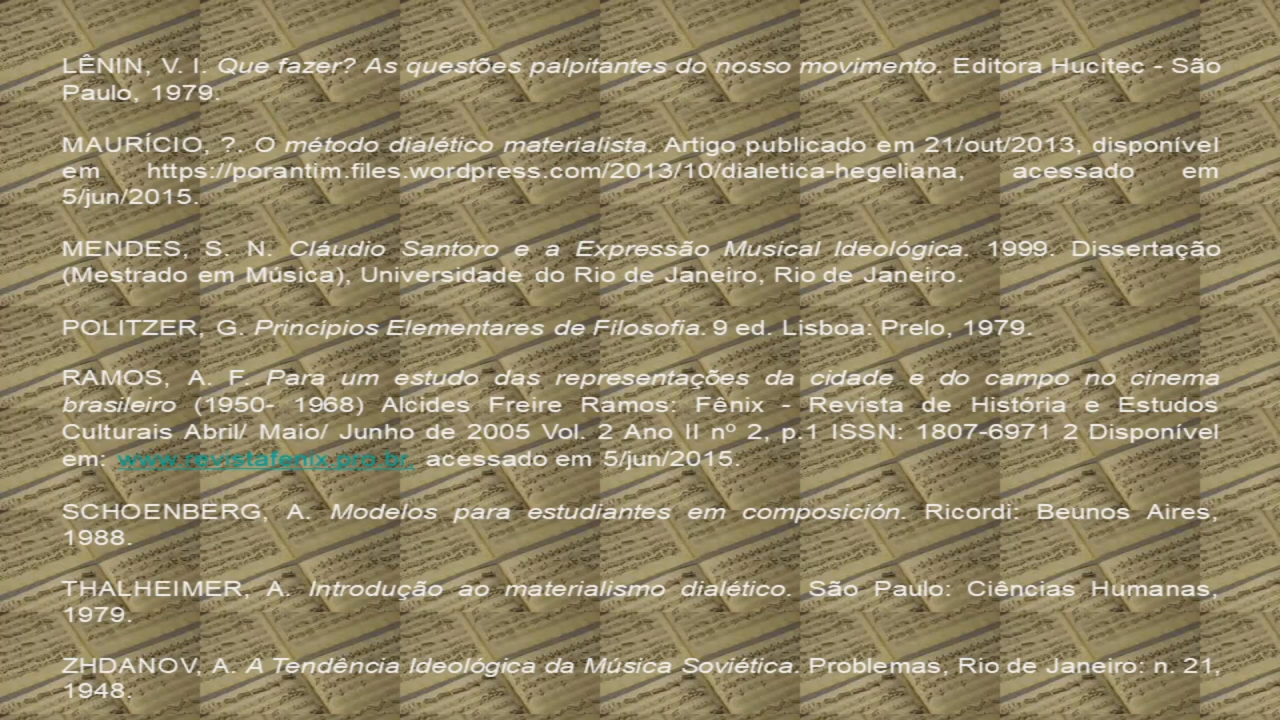 LÊNIN, V. I. Que fazer? As questões palpitantes do nosso movimento. Editora Hucitec - São
Paulo, 1979.
MAURÍCIO, ?. O método dialético materialista. Artigo publicado em 21/out/2013, disponível
em https://porantim.files.wordpress.com/2013/10/dialetica-hegeliana, acessado em
5/jun/2015.
MENDES, S. N. Cláudio Santoro e a Expressão Musical Ideológica. 1999. Dissertação
(Mestrado em Música), Universidade do Rio de Janeiro, Rio de Janeiro.
POLITZER, G. Princípios Elementares de Filosofia. 9 ed. Lisboa: Prelo, 1979.
RAMOS, A. F. Para um estudo das representações da cidade e do campo no cinema
brasileiro (1950- 1968) Alcides Freire Ramos: Fênix - Revista de História e Estudos
Culturais Abril/ Maio/ Junho de 2005 Vol. 2 Ano II nº 2, p.1 ISSN: 1807-6971 2 Disponível
em: www.revistafenix.pro.br. acessado em 5/jun/2015.
SCHOENBERG, A. Modelos para estudiantes em composición. Ricordi: Beunos Aires,
1988.
THALHEIMER, A. Introdução ao materialismo dialético. São Paulo: Ciências Humanas,
1979.
ZHDANOV, A. A Tendência Ideológica da Música Soviética. Problemas, Rio de Janeiro: n. 21,
1948.